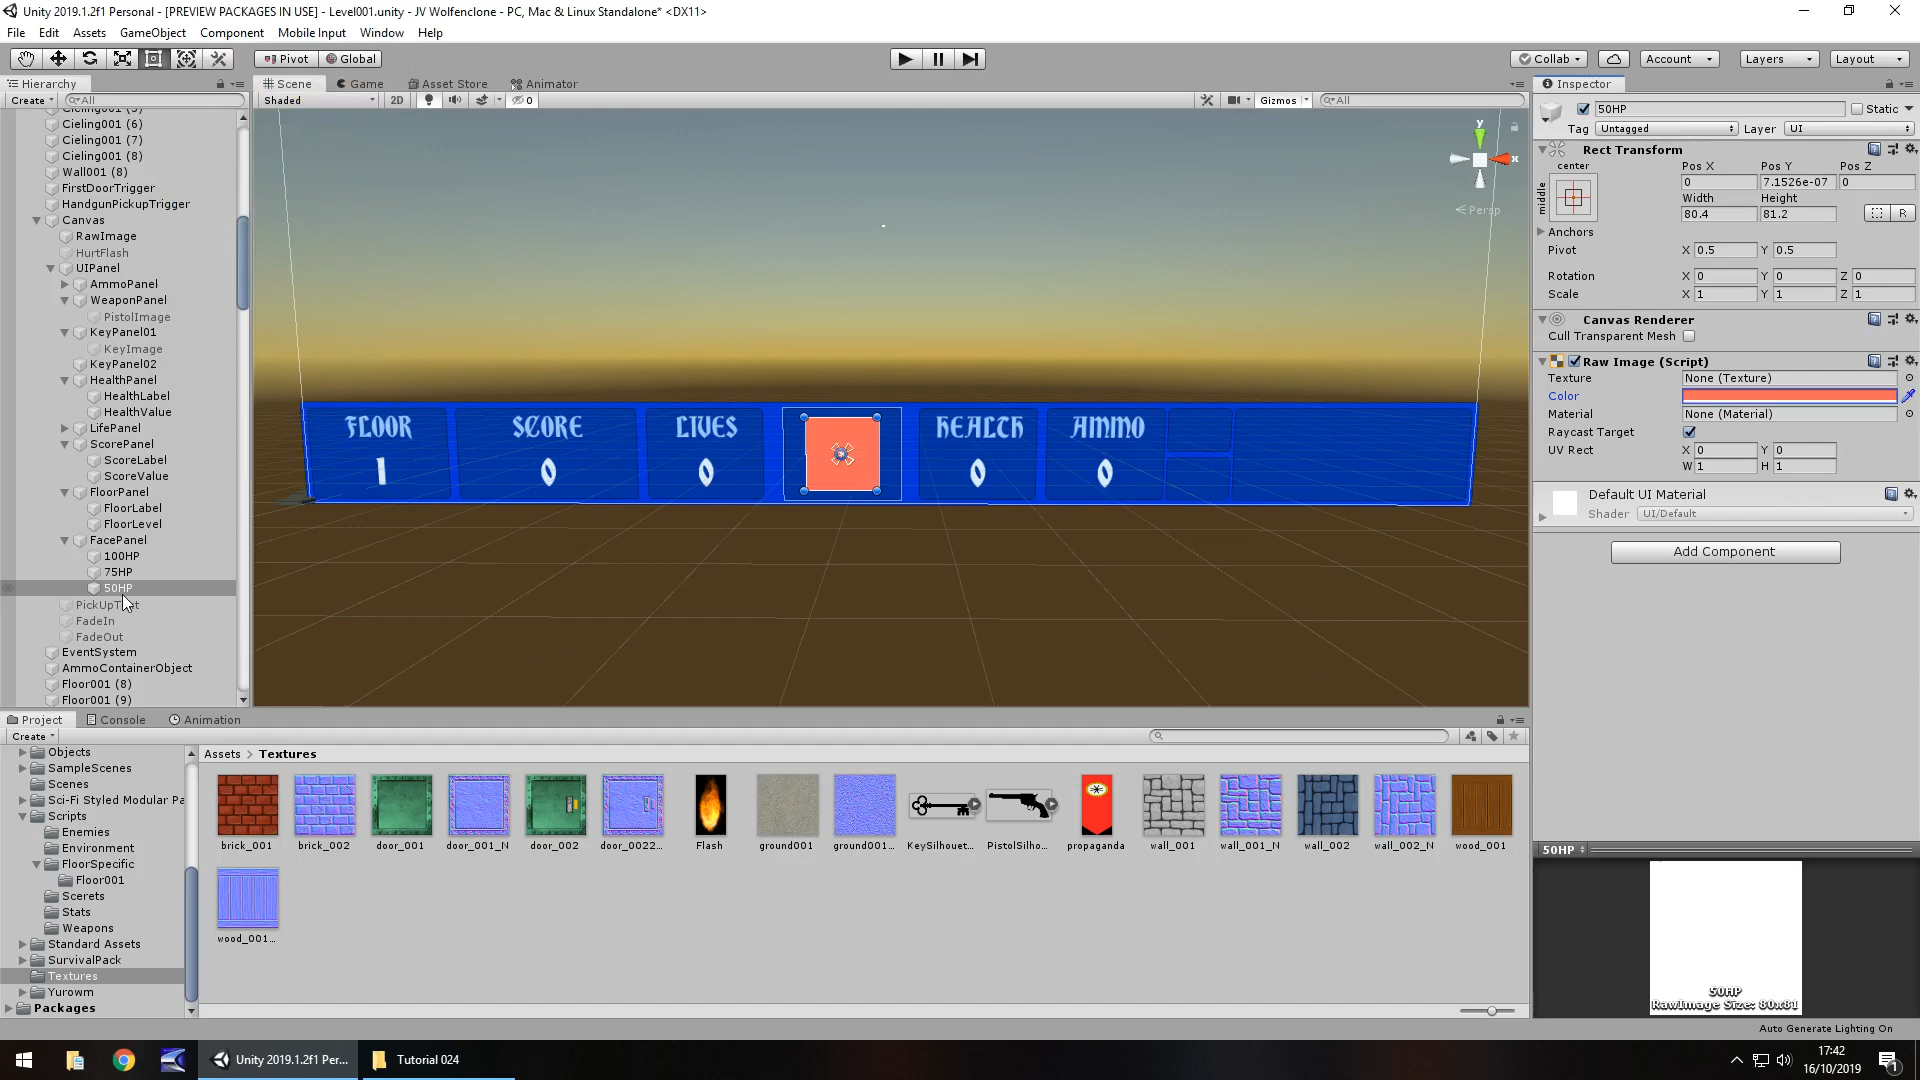 Unity 2019.1.2f1 Personal - [PREVIEW PACKAGES IN USE] - Level001.unity - JV Wolfenclone - PC, Mac & Linux Standalone* <DX11>
File Edit Assets GameObject Component Mobile Input Window Help
Pivot Global Collab Account Layers Layout
Hierarchy
Create All
Cieling001 (5)
Cieling001 (6)
Cieling001 (7)
Cieling001 (8)
Wall001 (8)
FirstDoorTrigger
HandgunPickupTrigger
Canvas
RawImage
HurtFlash
UIPanel
AmmoPanel
WeaponPanel
PistolImage
KeyPanel01
KeyImage
KeyPanel02
HealthPanel
HealthLabel
HealthValue
LifePanel
ScorePanel
ScoreLabel
ScoreValue
FloorPanel
FloorLabel
FloorLevel
FacePanel
100HP
75HP
50HP
FadeIn
FadeOut
EventSystem
AmmoContainerObject
Floor001 (8)
Floor001 (9)
Scene Game Asset Store Animator
Shaded 2D 0 Gizmos All
y
x
Persp
FLOOR SCORE LIVES HEALTH AMMO
1 0 0 0 0
Inspector
50HP Static
Tag Untagged Layer UI
Rect Transform
center
middle
Pos X Pos Y Pos Z
0 7.1526e-07 0
Width Height
80.4 81.2 R
Anchors
Pivot X 0.5 Y 0.5
Rotation X 0 Y 0 Z 0
Scale X 1 Y 1 Z 1
Canvas Renderer
Cull Transparent Mesh
Raw Image (Script)
Texture None (Texture)
Color
Material None (Material)
Raycast Target
UV Rect X 0 Y 0
W 1 H 1
Default UI Material
Shader UI/Default
Add Component
50HP
50HP
RawImage Size: 80x81
Auto Generate Lighting On
Project Console Animation
Create
Objects
SampleScenes
Scenes
Sci-Fi Styled Modular Pa
Scripts
Enemies
Environment
FloorSpecific
Floor001
Scerets
Stats
Weapons
Standard Assets
SurvivalPack
Textures
Yurowm
Packages
Assets > Textures
brick_001 brick_002 door_001 door_001_N door_002 door_0022... Flash ground001 ground001... KeySilhouet... PistolSilho... propaganda wall_001 wall_001_N wall_002 wall_002_N wood_001
wood_001...
Unity 2019.1.2f1 Per...
Tutorial 024
17:42
16/10/2019
1